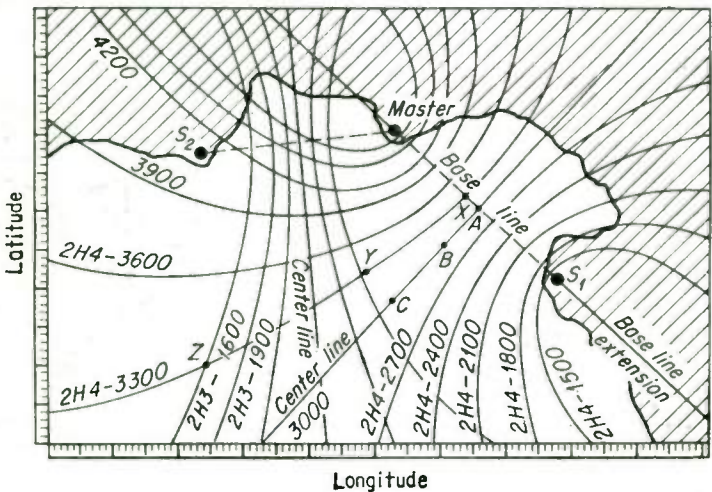 4200
Master
S2
3900
Base line
X
A
2H4-3600
Y
B
S1
Center line
C
Base line extension
Z
2H4-3300
2H3-1600
2H3-1900
Center line
3000
2H4-2700
2H4-2400
2H4-2100
2H4-1800
2H4-1500
Latitude
Longitude